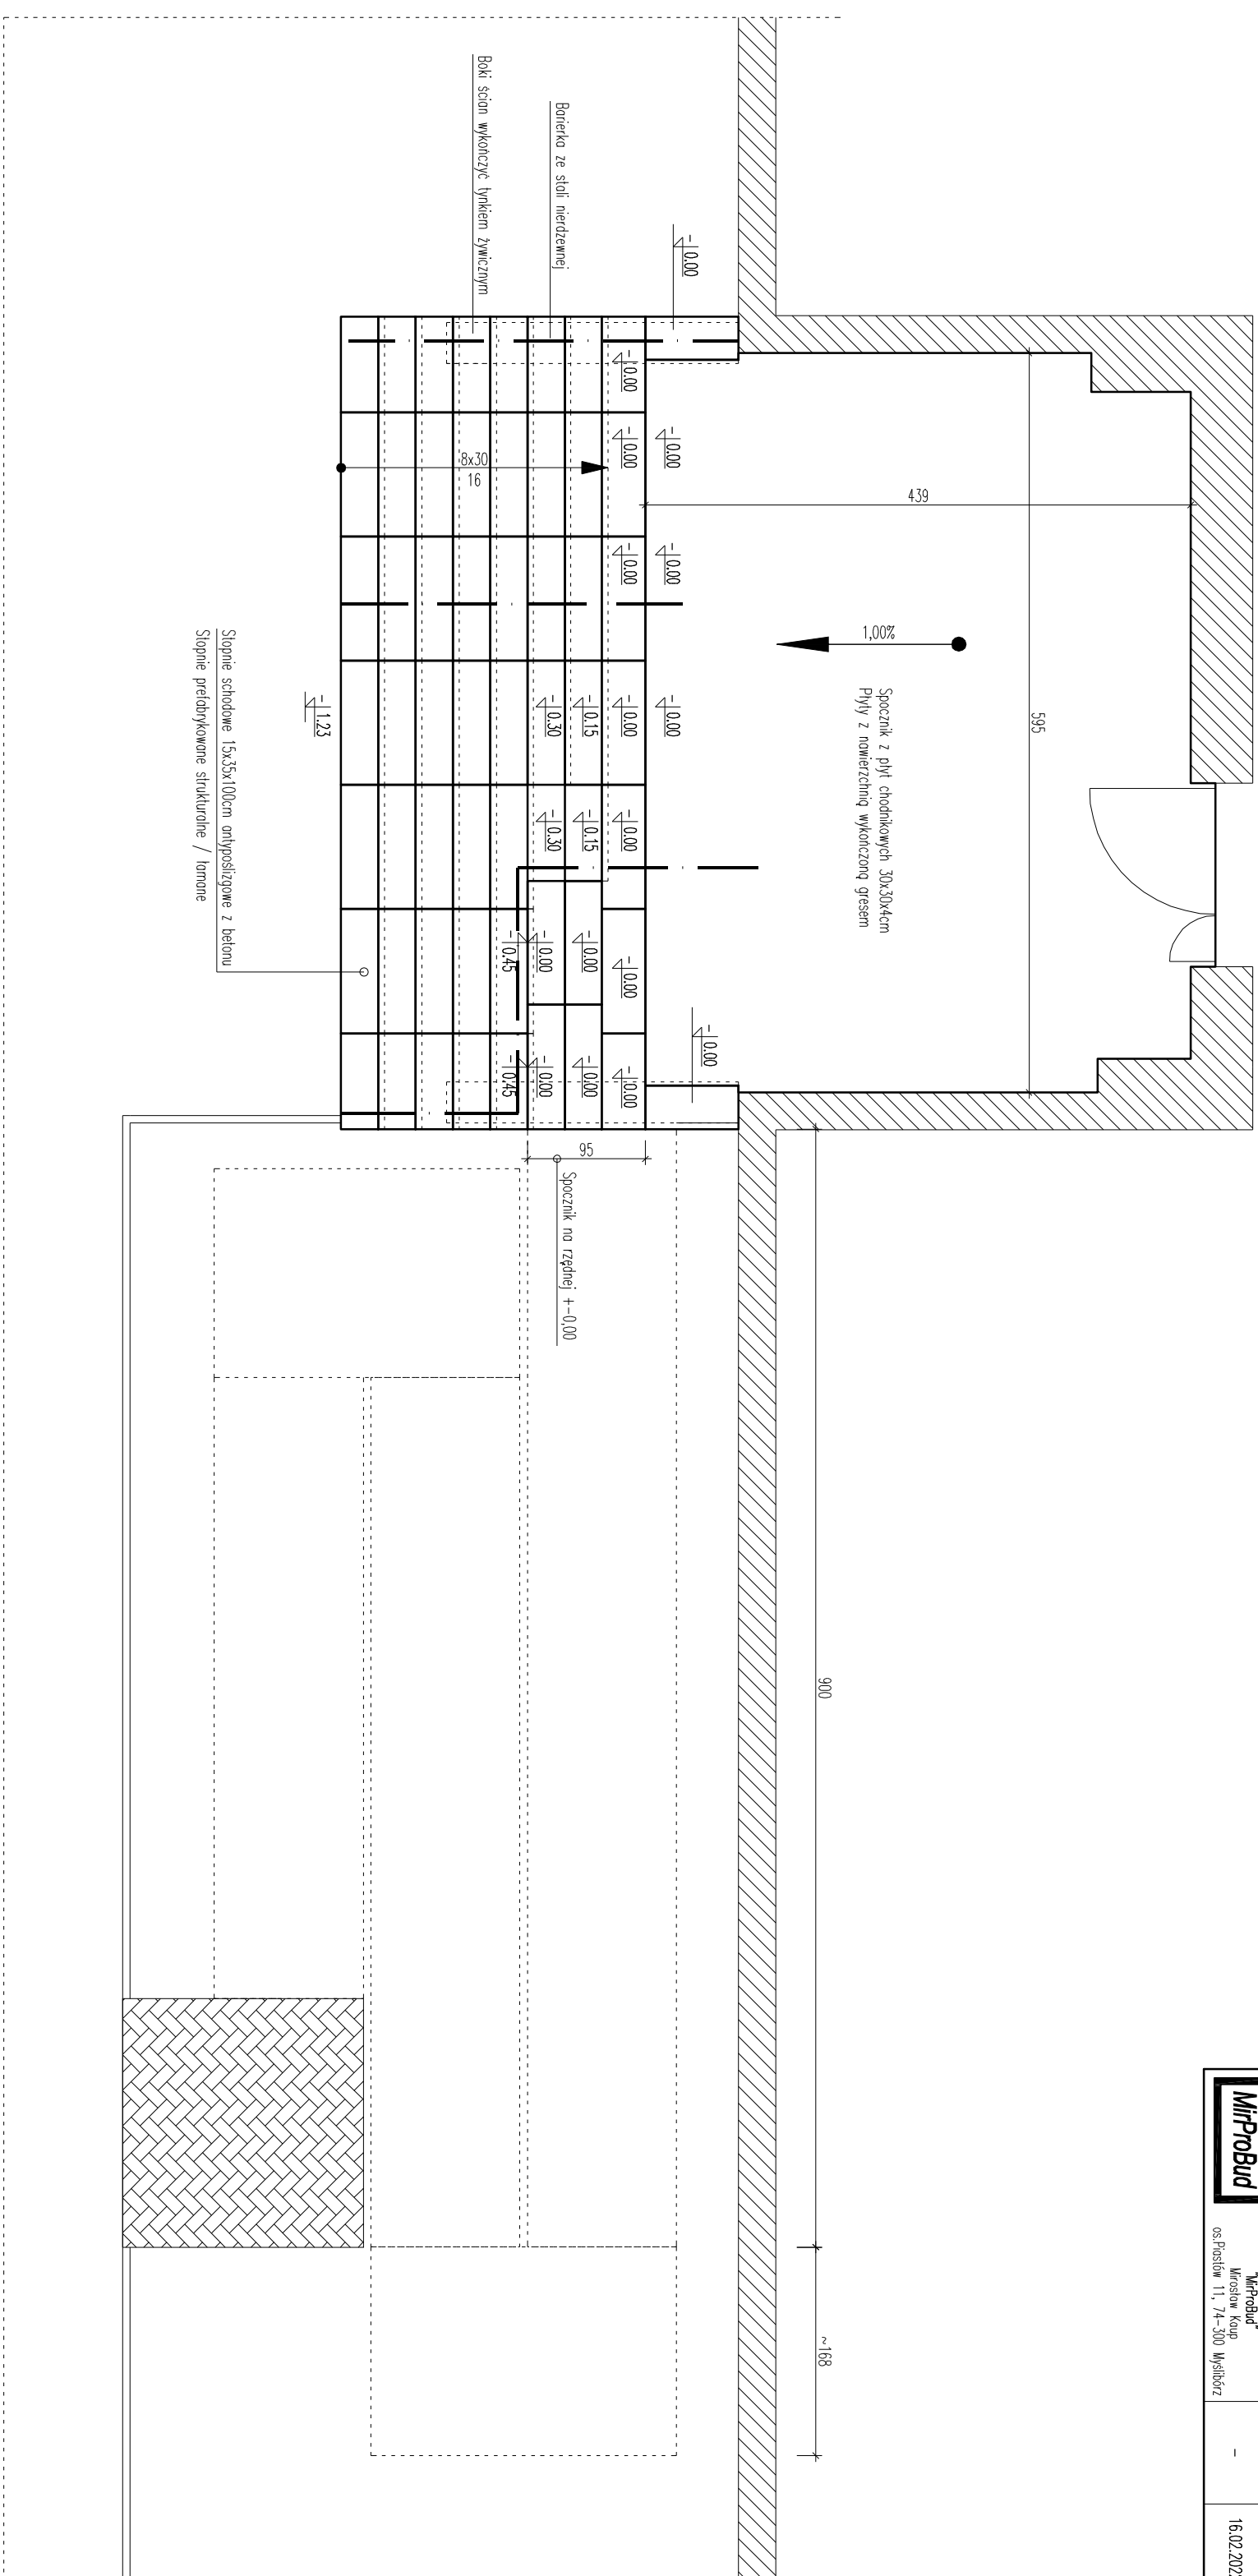 Boki ścian wykończyć tynkiem żywicznym
Barierka ze stali nierdzewnej
- 0.00
- 0.00
- 0.00
- 0.00
- 0.00
- 0.00
8x30
16
439
1,00%
595
Spocznik z płyt chodnikowych 30x30x4cm
Płyty z nawierzchnią wykończoną gresem
- 0.00
- 0.00
- 0.15
- 0.30
- 1.23
Stopnie schodowe 15x35x100cm antypoślizgowe z betonu
Stopnie prefabrykowane strukturalne / łamane
- 0.00
- 0.15
- 0.30
- 0.00
- 0.00
- 0.00
- 0.45
- 0.00
- 0.00
- 0.00
- 0.00
- 0.45
95
Spocznik na rzędnej +-0,00
900
~168
MirProBud
"MirProBud"
Mirosław Kaup
os.Piastów 11, 74-300 Myślibórz
-